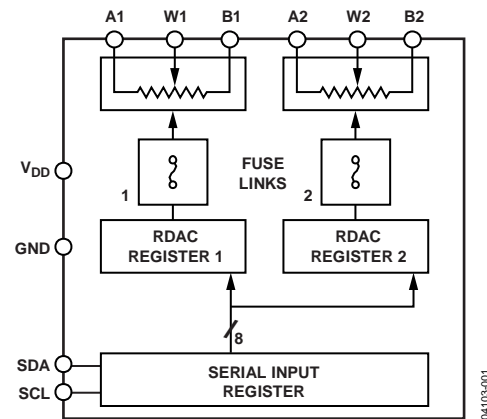 A1 W1 B1 A2 W2 B2
V_DD
FUSE
LINKS
1
2
GND
RDAC
REGISTER 1
RDAC
REGISTER 2
8
SDA
SCL
SERIAL INPUT
REGISTER
04103-001